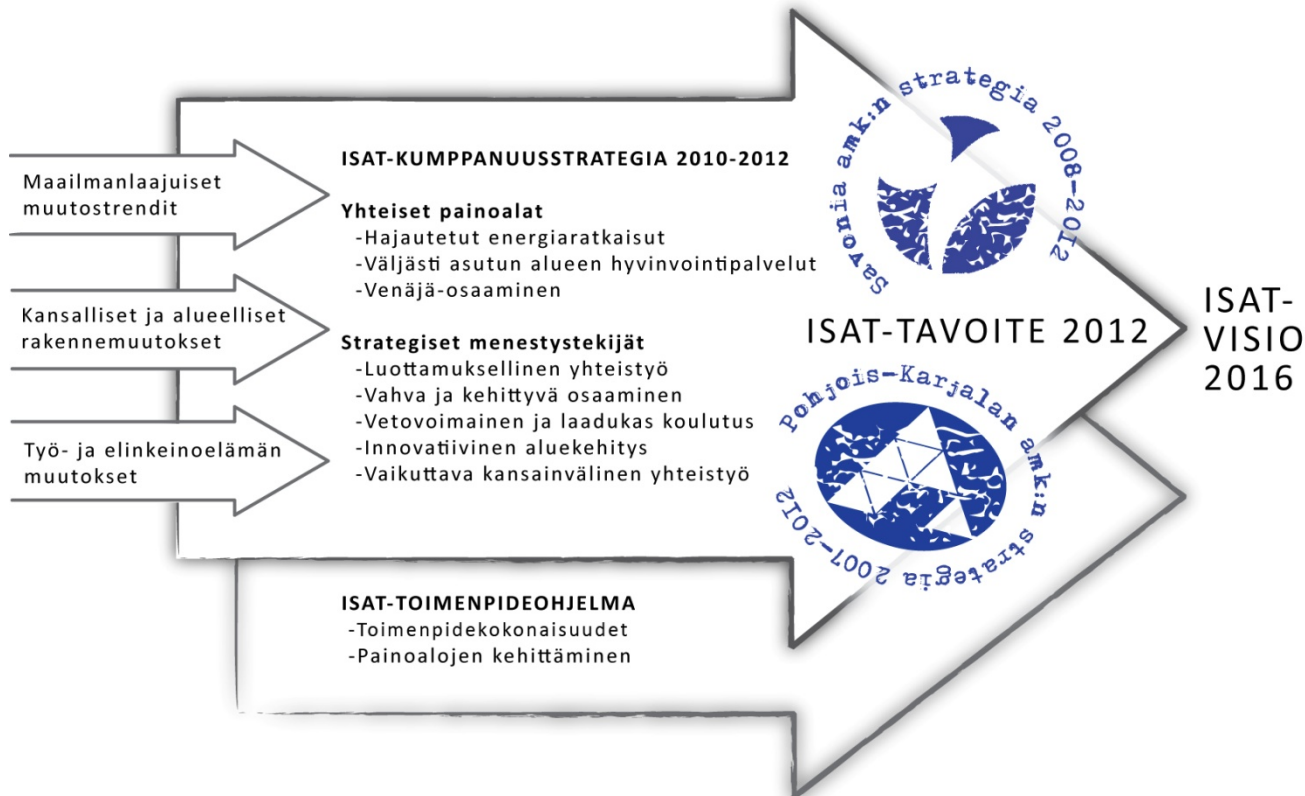 Maailmanlaajuiset
muutostrendit
Kansalliset ja alueelliset
rakennemuutokset
Työ- ja elinkeinoelämän
muutokset
ISAT-KUMPPANUUSSTRATEGIA 2010-2012
Yhteiset painoalat
-Hajautetut energiaratkaisut
-Väljästi asutun alueen hyvinvointipalvelut
-Venäjä-osaaminen
Strategiset menestystekijät
-Luottamuksellinen yhteistyö
-Vahva ja kehittyvä osaaminen
-Vetovoimainen ja laadukas koulutus
-Innovatiivinen aluekehitys
-Vaikuttava kansainvälinen yhteistyö
ISAT-TOIMENPIDEOHJELMA
-Toimenpidekokonaisuudet
-Painoalojen kehittäminen
Savonia amk:n strategia 2008-2012
ISAT-TAVOITE 2012
Pohjois-Karjalan amk:n strategia 2007-2012
ISAT-
VISIO
2016